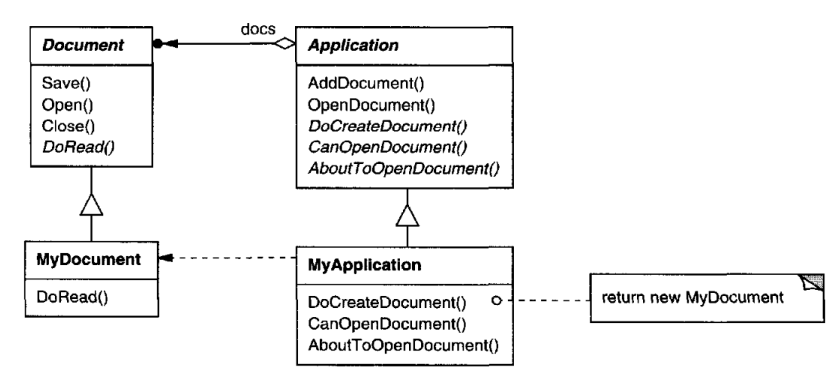 docs
Document
Save()
Open()
Close()
DoRead()
Application
AddDocument()
OpenDocument()
DoCreateDocument()
CanOpenDocument()
AboutToOpenDocument()
MyDocument
DoRead()
MyApplication
DoCreateDocument()
CanOpenDocument()
AboutToOpenDocument()
return new MyDocument